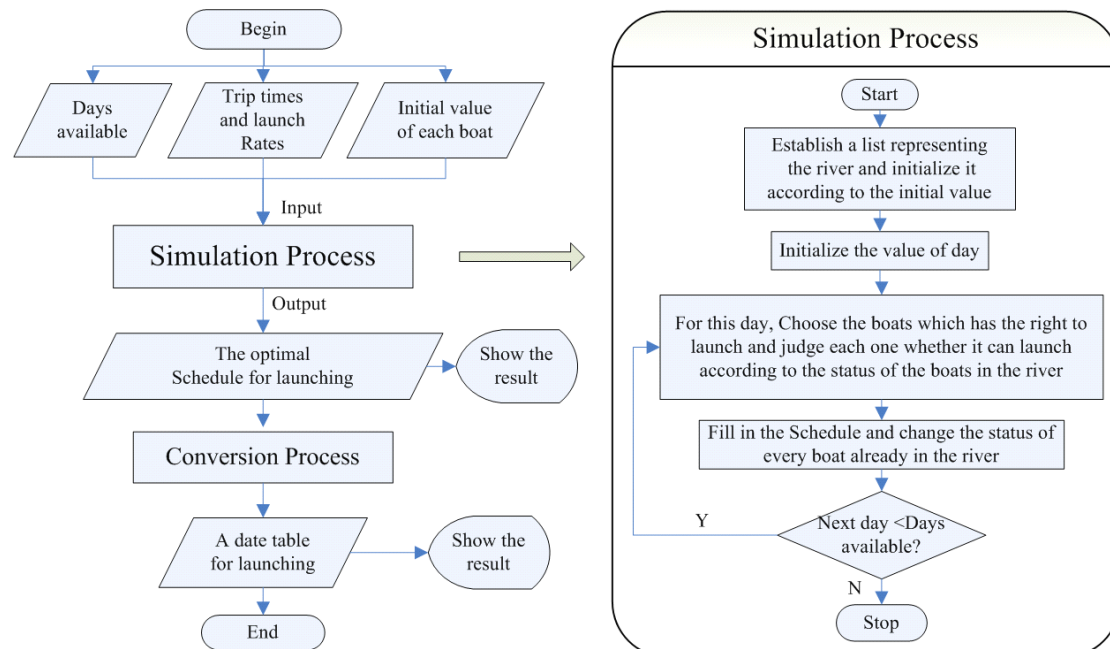 Begin
Days
available
Trip times
and launch
Rates
Initial value
of each boat
Input
Simulation Process
Output
The optimal
Schedule for launching
Show the
result
Conversion Process
A date table
for launching
Show the
result
End
Simulation Process
Start
Establish a list representing
the river and initialize it
according to the initial value
Initialize the value of day
For this day, Choose the boats which has the right to
launch and judge each one whether it can launch
according to the status of the boats in the river
Fill in the Schedule and change the status of
every boat already in the river
Next day <Days
available?
Y
N
Stop